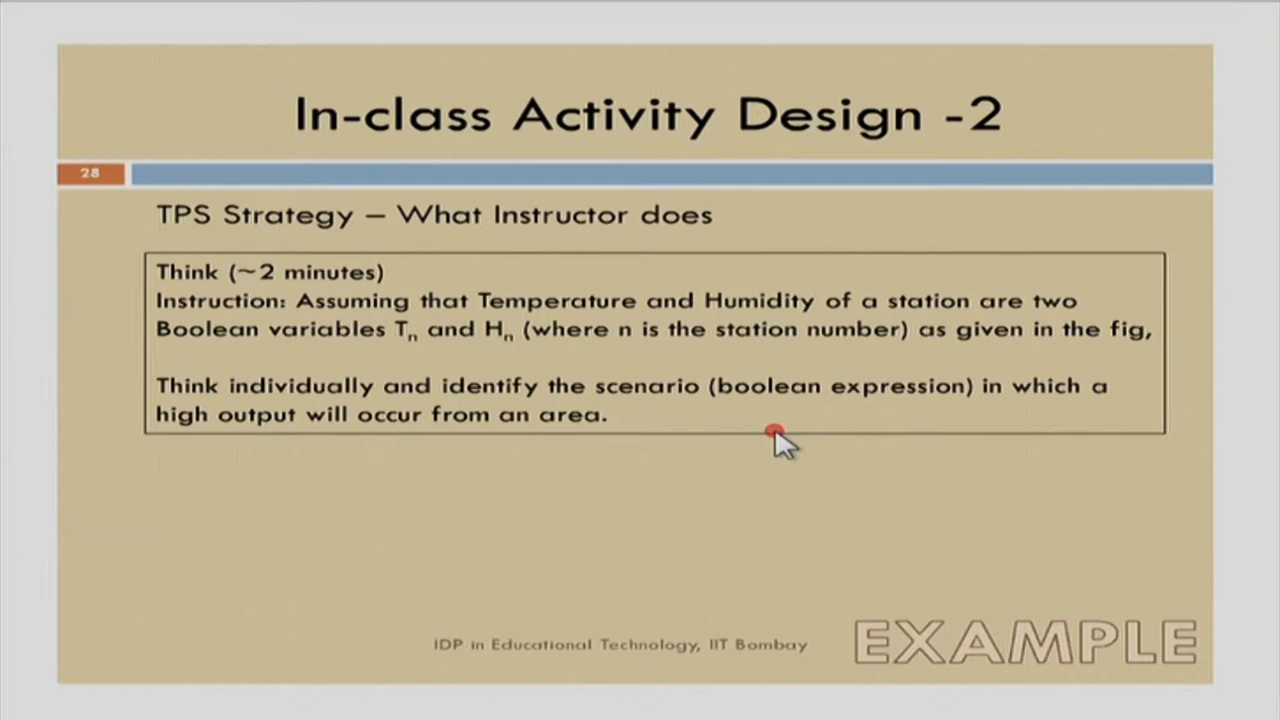 In-class Activity Design -2
28
TPS Strategy – What Instructor does
Think (~2 minutes)
Instruction: Assuming that Temperature and Humidity of a station are two
Boolean variables Tn and Hn (where n is the station number) as given in the fig,
Think individually and identify the scenario (boolean expression) in which a
high output will occur from an area.
IDP in Educational Technology, IIT Bombay
EXAMPLE